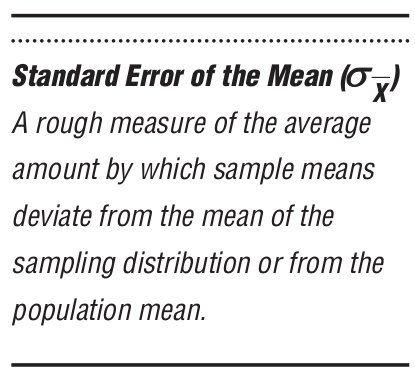 Standard Error of the Mean (σX̅)
A rough measure of the average
amount by which sample means
deviate from the mean of the
sampling distribution or from the
population mean.